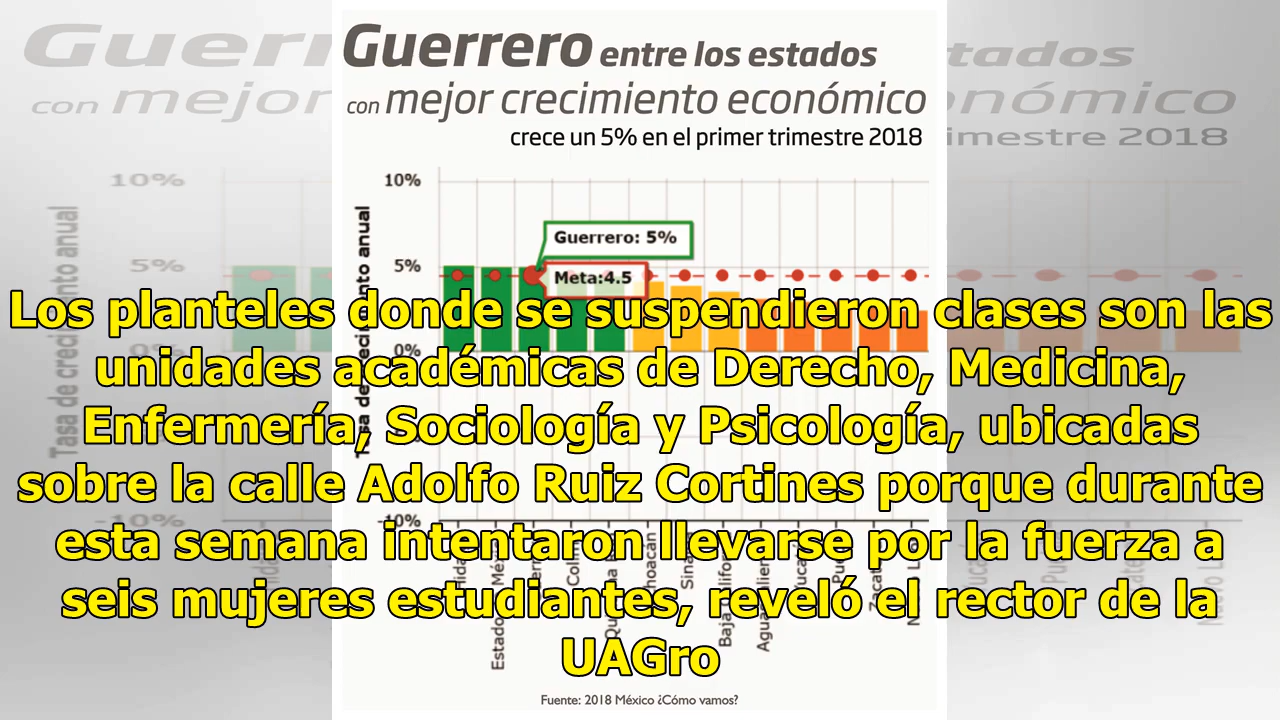 Guerrero entre los estados
con mejor crecimiento económico
crece un 5% en el primer trimestre 2018
10%
Guerrero: 5%
5%
Meta:4.5
Los planteles donde se suspendieron clases son las
0%
unidades académicas de Derecho, Medicina,
Enfermería, Sociología y Psicología, ubicadas
sobre la calle Adolfo Ruiz Cortines porque durante
-10%
esta semana intentaron llevarse por la fuerza a
seis mujeres estudiantes, reveló el rector de la
UAGro
Fuente: 2018 México ¿Cómo vamos?